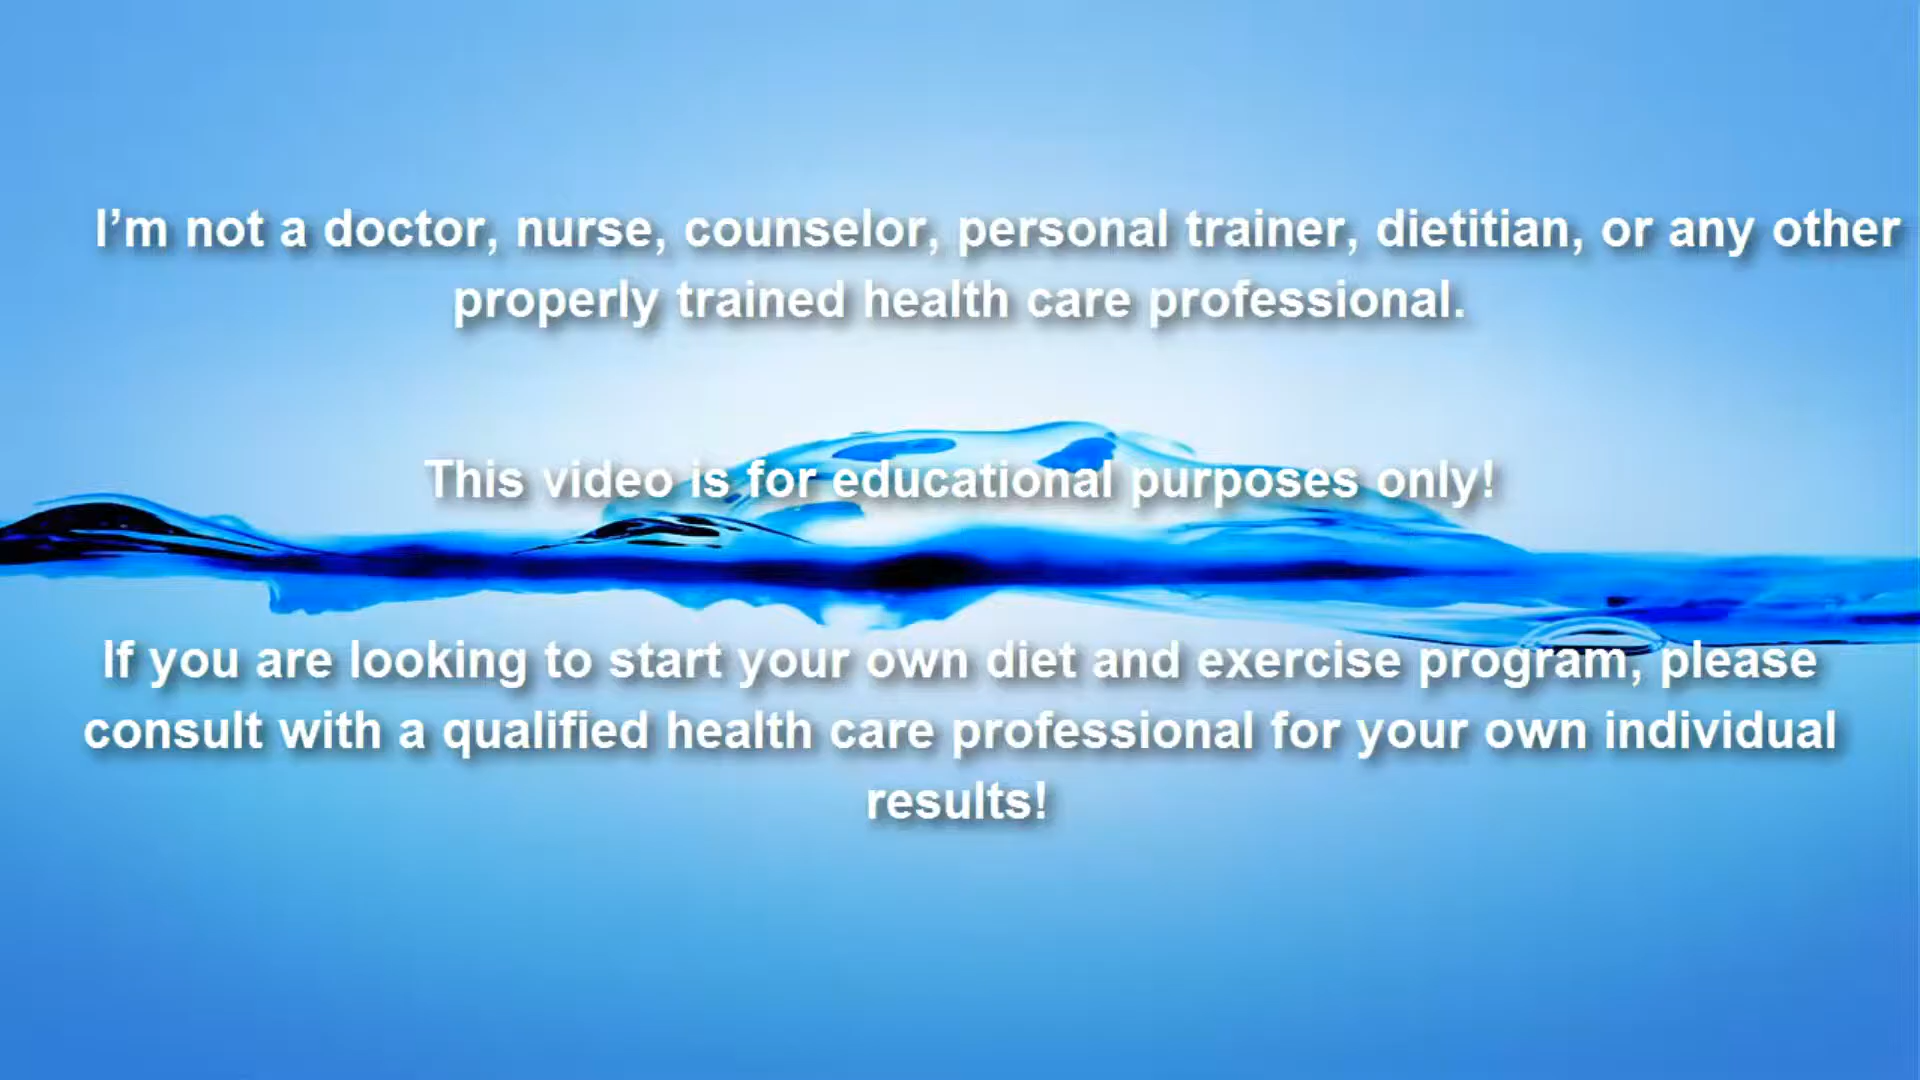 I’m not a doctor, nurse, counselor, personal trainer, dietitian, or any other
properly trained health care professional.
This video is for educational purposes only!
If you are looking to start your own diet and exercise program, please
consult with a qualified health care professional for your own individual
results!